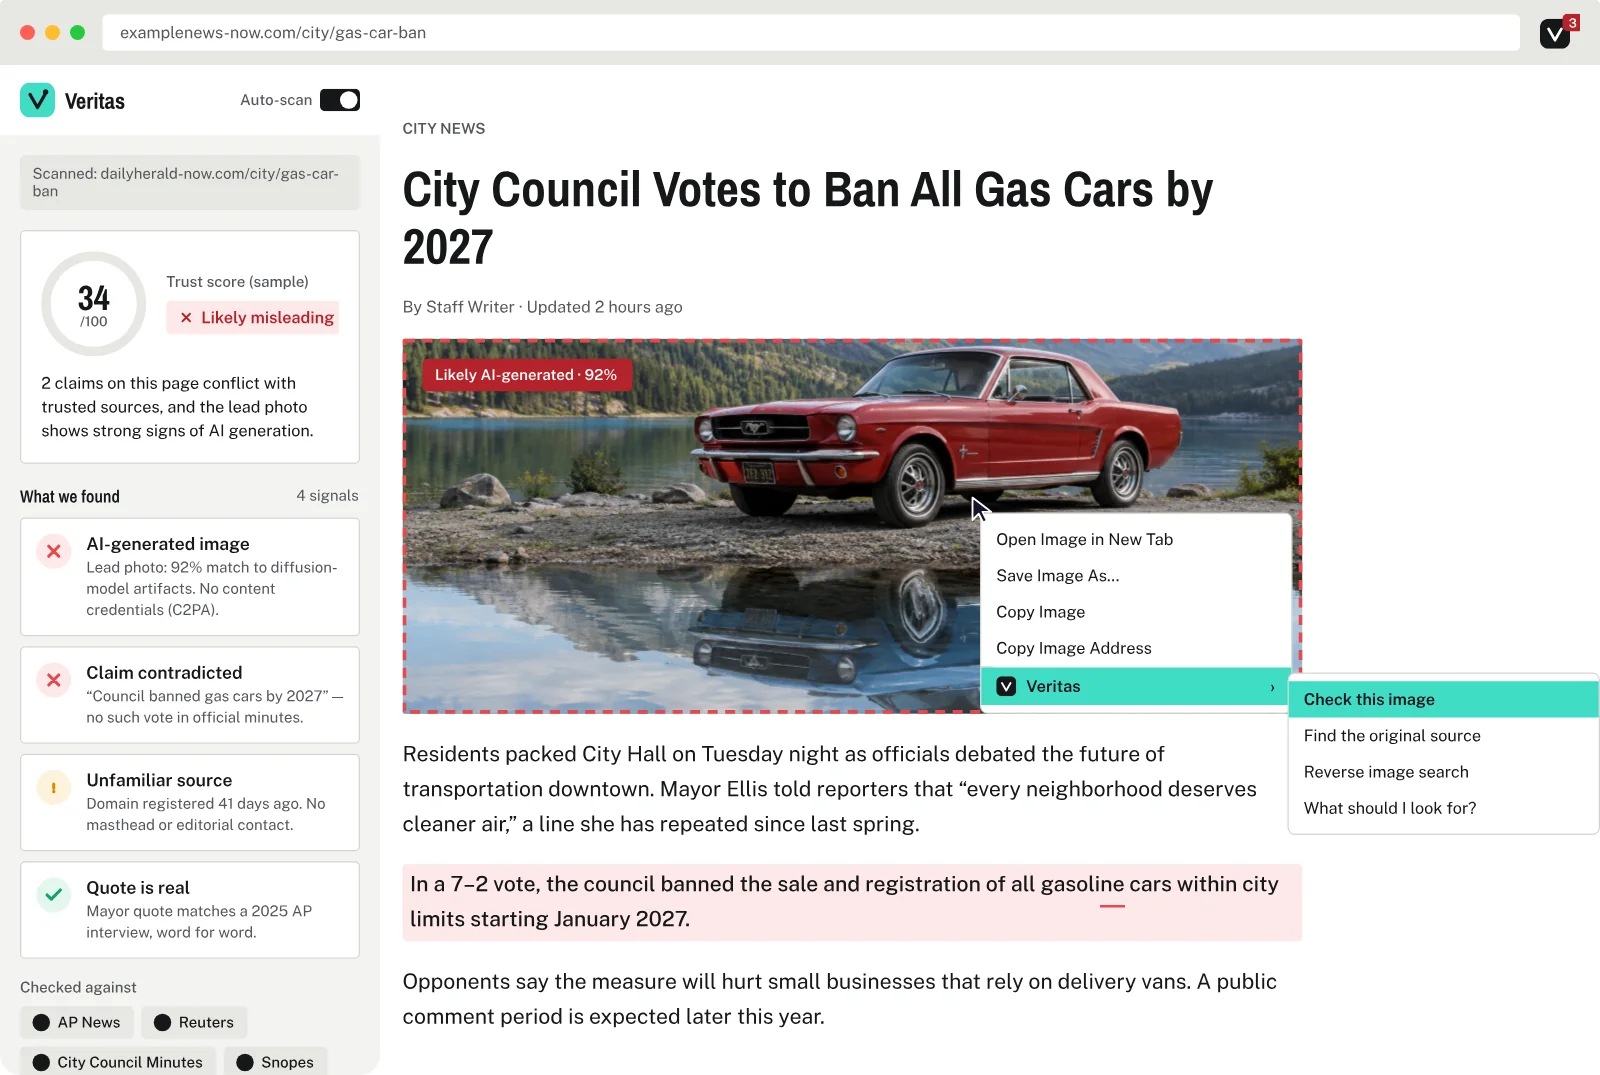 examplenews-now.com/city/gas-car-ban
3
Veritas
Auto-scan
Scanned: dailyherald-now.com/city/gas-car-
ban
34
/100
Trust score (sample)
Likely misleading
2 claims on this page conflict with
trusted sources, and the lead photo
shows strong signs of AI generation.
What we found
4 signals
AI-generated image
Lead photo: 92% match to diffusion-
model artifacts. No content
credentials (C2PA).
Claim contradicted
“Council banned gas cars by 2027” —
no such vote in official minutes.
Unfamiliar source
Domain registered 41 days ago. No
masthead or editorial contact.
Quote is real
Mayor quote matches a 2025 AP
interview, word for word.
Checked against
AP News
Reuters
City Council Minutes
Snopes
CITY NEWS
City Council Votes to Ban All Gas Cars by
2027
By Staff Writer · Updated 2 hours ago
Likely AI-generated · 92%
Open Image in New Tab
Save Image As...
Copy Image
Copy Image Address
Veritas
Check this image
Find the original source
Reverse image search
What should I look for?
Residents packed City Hall on Tuesday night as officials debated the future of
transportation downtown. Mayor Ellis told reporters that “every neighborhood deserves
cleaner air,” a line she has repeated since last spring.
In a 7–2 vote, the council banned the sale and registration of all gasoline cars within city
limits starting January 2027.
Opponents say the measure will hurt small businesses that rely on delivery vans. A public
comment period is expected later this year.